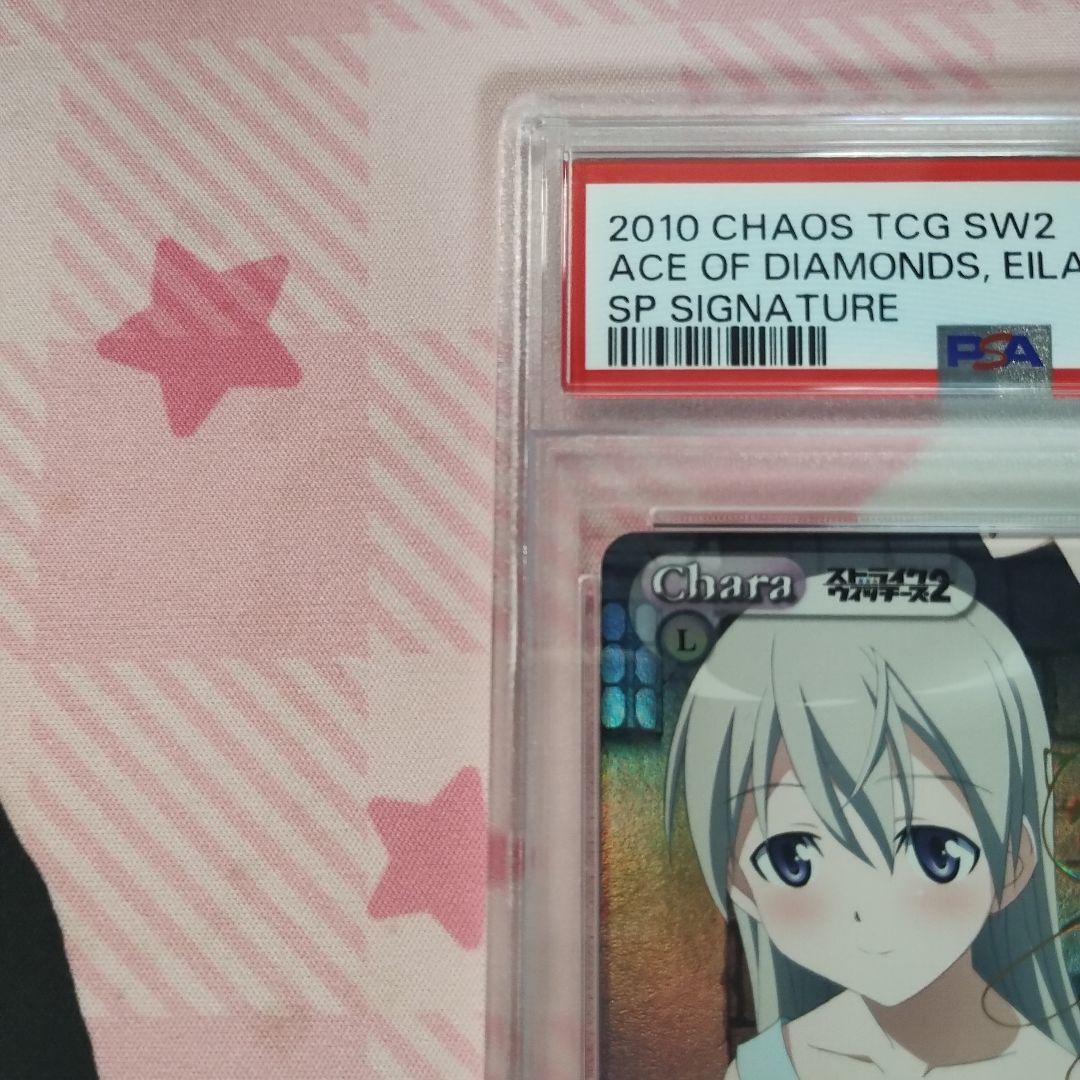 2010 CHAOS TCG SW2
ACE OF DIAMONDS, EILA
SP SIGNATURE
PSA
Chara
ストライク
ウィッチーズ2
L